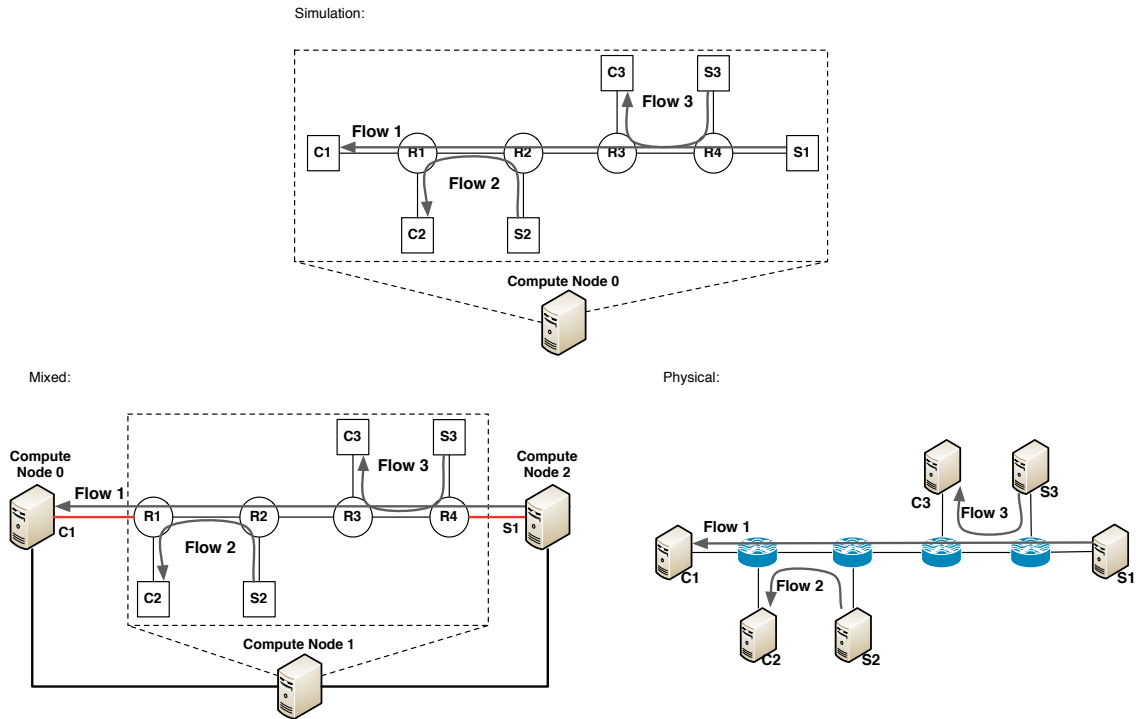 Simulation:
C3
S3
Flow 3
Flow 1
C1
R1
R2
R3
R4
S1
Flow 2
C2
S2
Compute Node 0
Mixed:
Physical:
Compute
Node 0
C3
S3
Compute
Node 2
Flow 3
Flow 1
C1
R1
R2
R3
R4
S1
Flow 2
C2
S2
Compute Node 1
C3
S3
Flow 3
Flow 1
C1
S1
Flow 2
C2
S2